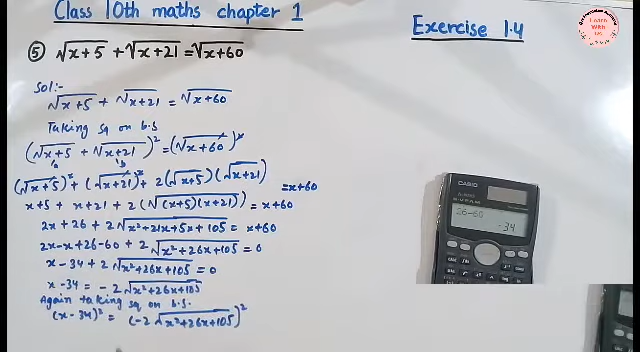 Class 10th maths chapter 1
Exercise 1.4
Learn With Us
⑤ √x+5 + √x+21 = √x+60
Sol:-
√x+5 + √x+21 = √x+60
Taking sq on b.s
(√x+5 + √x+21)² = (√x+60)²
a b
(√x+5)² + (√x+21)² + 2(√x+5)(√x+21) = x+60
x+5 + x+21 + 2(√(x+5)(x+21)) = x+60
2x+26 + 2√x²+21x+5x+105 = x+60
2x-x+26-60 + 2√x²+26x+105 = 0
x-34 + 2√x²+26x+105 = 0
x-34 = -2√x²+26x+105
Again taking sq on b.s.
(x-34)² = (-2√x²+26x+105)²
CASIO
26-60
-34